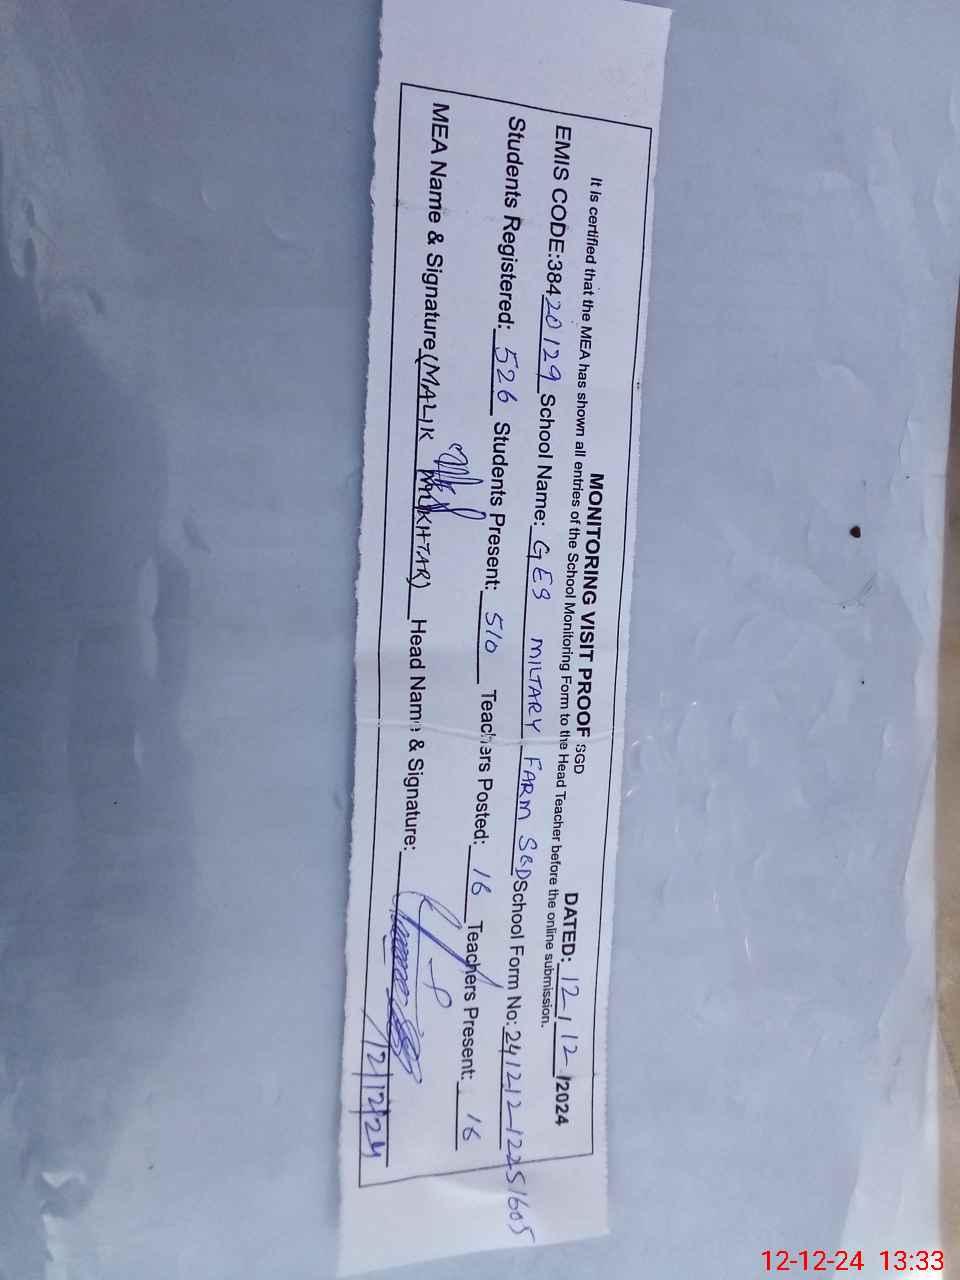 MONITORING VISIT PROOF SGD DATED: 12/12/2024
It is certified that the MEA has shown all entries of the School Monitoring Form to the Head Teacher before the online submission.
EMIS CODE:38420129 School Name: GES MILTARY FARM SGD School Form No: 241212-12251605
Students Registered: 526 Students Present: 510 Teachers Posted: 16 Teachers Present: 16
MEA Name & Signature (MALIK MUKHTAR) Head Name & Signature:
12/12/24
12-12-24 13:33